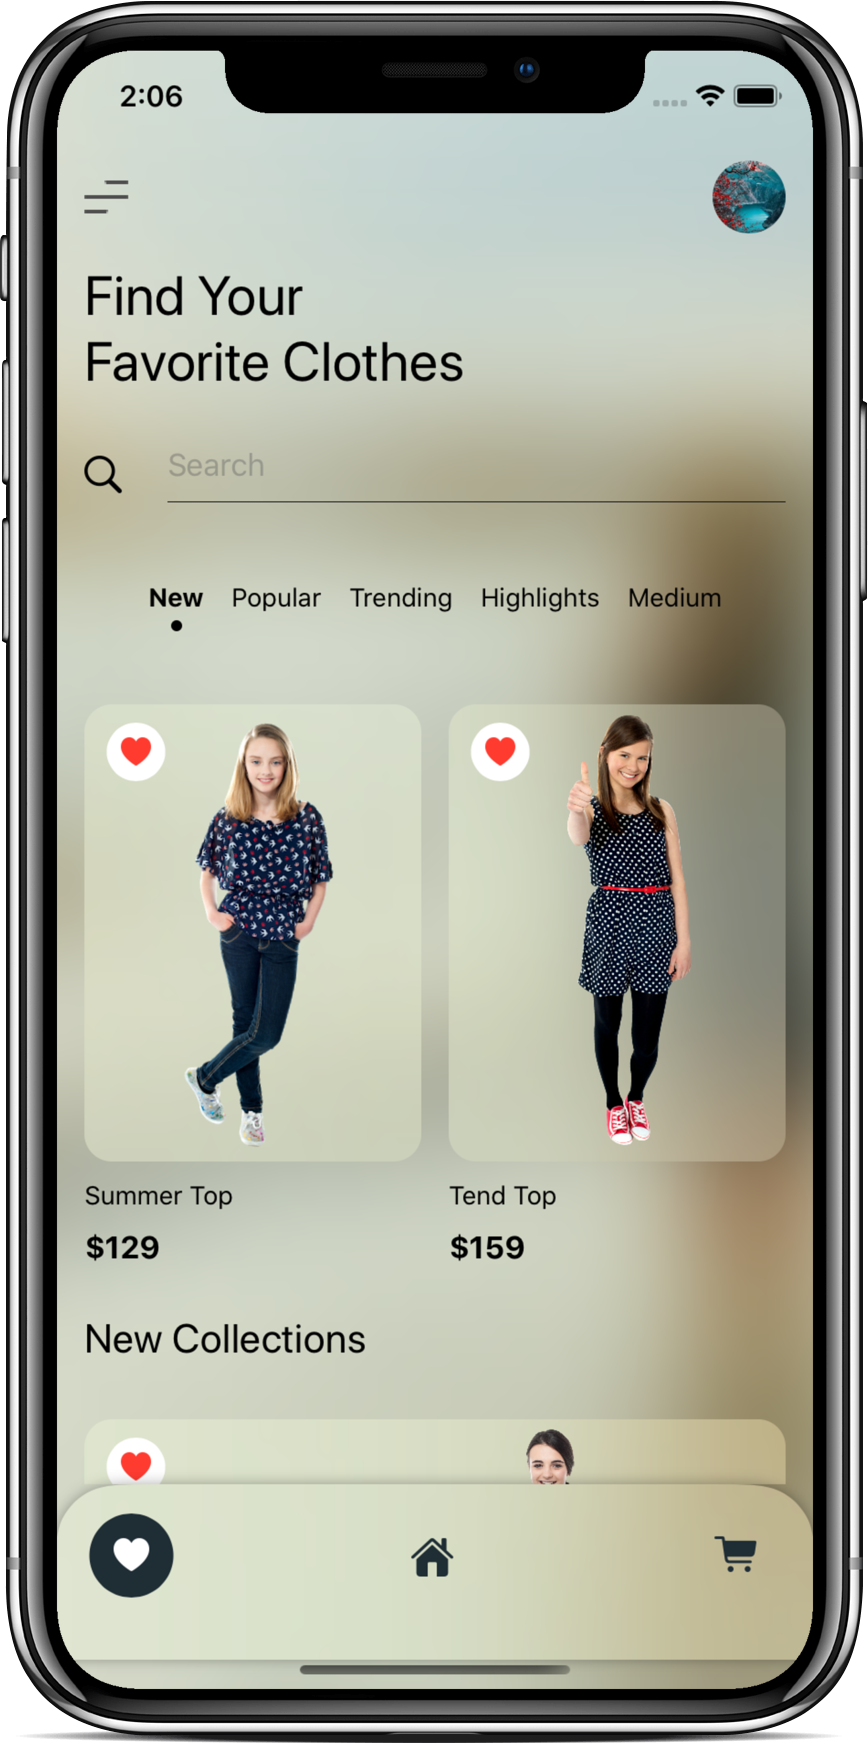 2:06
Find Your
Favorite Clothes
Search
New Popular Trending Highlights Medium
Summer Top
$129
Tend Top
$159
New Collections